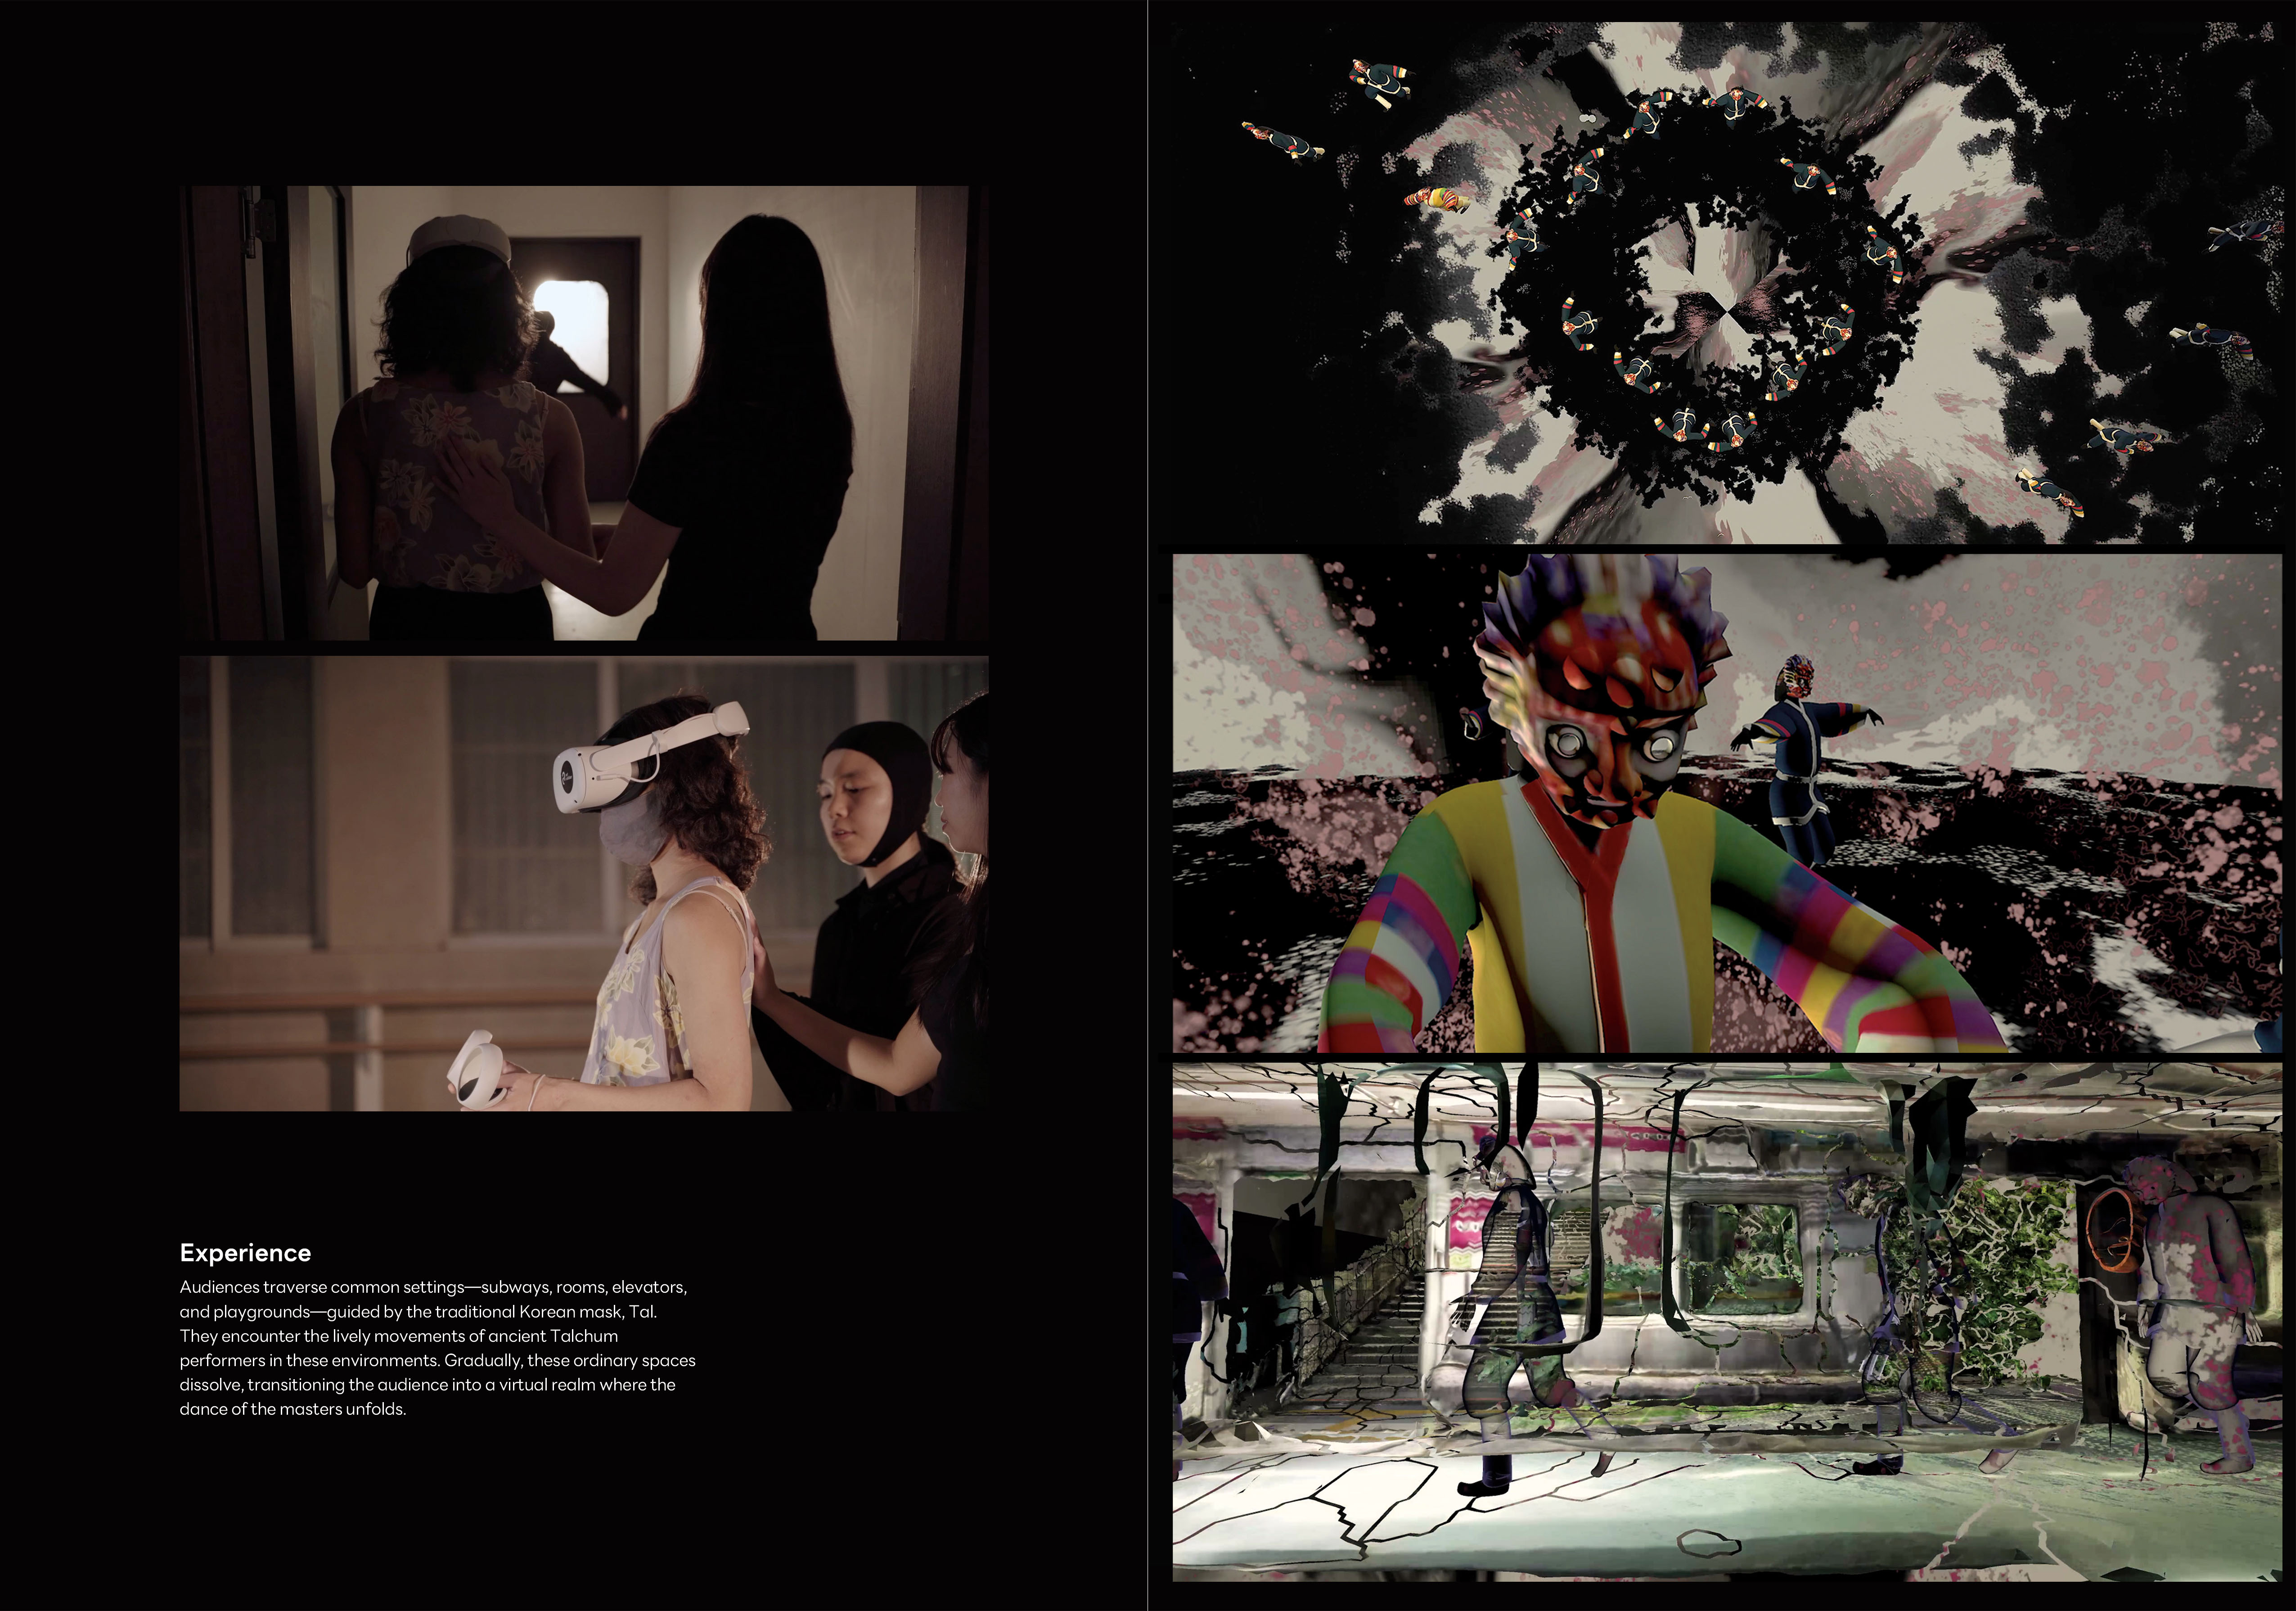 Experience
Audiences traverse common settings—subways, rooms, elevators,
and playgrounds—guided by the traditional Korean mask, Tal.
They encounter the lively movements of ancient Talchum
performers in these environments. Gradually, these ordinary spaces
dissolve, transitioning the audience into a virtual realm where the
dance of the masters unfolds.